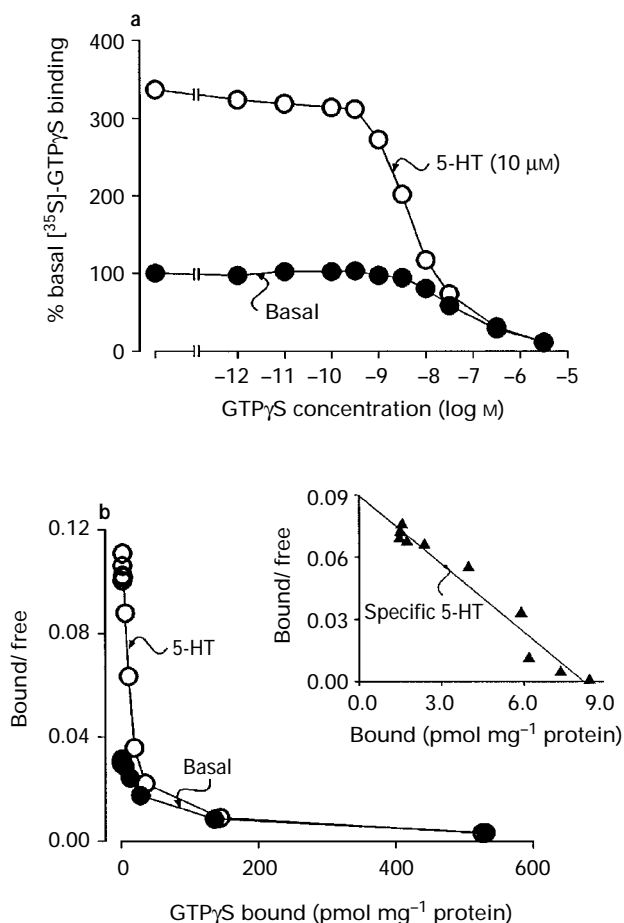 a
400
300
200
100
0
% basal [³⁵S]-GTPγS binding
5-HT (10 μM)
Basal
–12 –11 –10 –9 –8 –7 –6 –5
GTPγS concentration (log M)
b
0.12
0.08
0.04
0.00
Bound/ free
5-HT
Basal
0 200 400 600
GTPγS bound (pmol mg⁻¹ protein)
0.09
0.06
0.03
0.00
Bound/ free
Specific 5-HT
0.0 3.0 6.0 9.0
Bound (pmol mg⁻¹ protein)